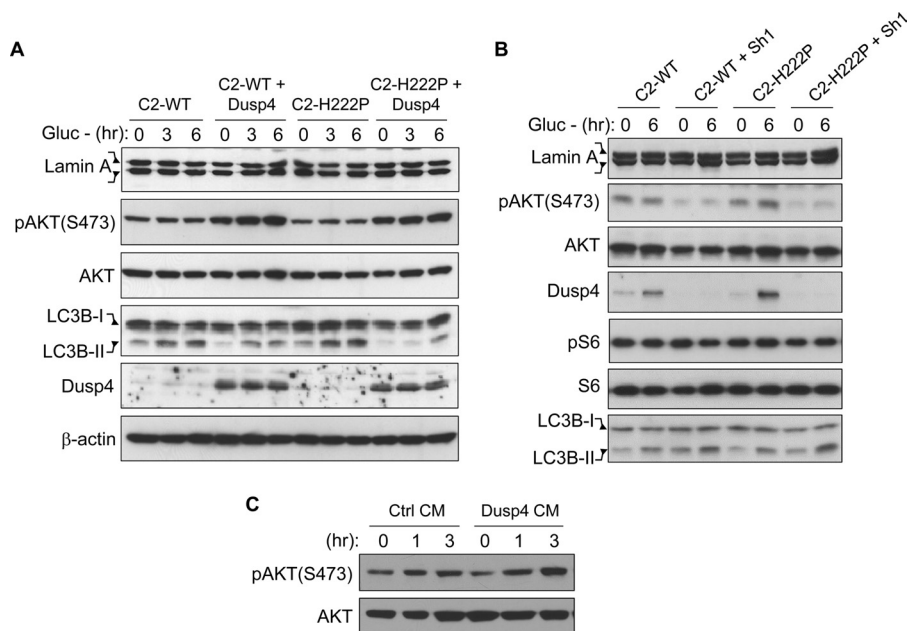 A
C2-WT C2-WT + Dusp4 C2-H222P C2-H222P + Dusp4
Gluc - (hr): 0 3 6 0 3 6 0 3 6 0 3 6
Lamin A
pAKT(S473)
AKT
LC3B-I
LC3B-II
Dusp4
β-actin
B
C2-WT C2-WT + Sh1 C2-H222P C2-H222P + Sh1
Gluc - (hr): 0 6 0 6 0 6 0 6
Lamin A
pAKT(S473)
AKT
Dusp4
pS6
S6
LC3B-I
LC3B-II
C
Ctrl CM Dusp4 CM
(hr): 0 1 3 0 1 3
pAKT(S473)
AKT